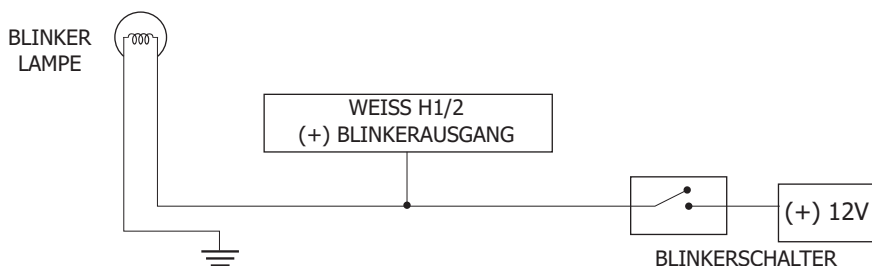 BLINKER
LAMPE
WEISS H1/2
(+) BLINKERAUSGANG
(+) 12V
BLINKERSCHALTER